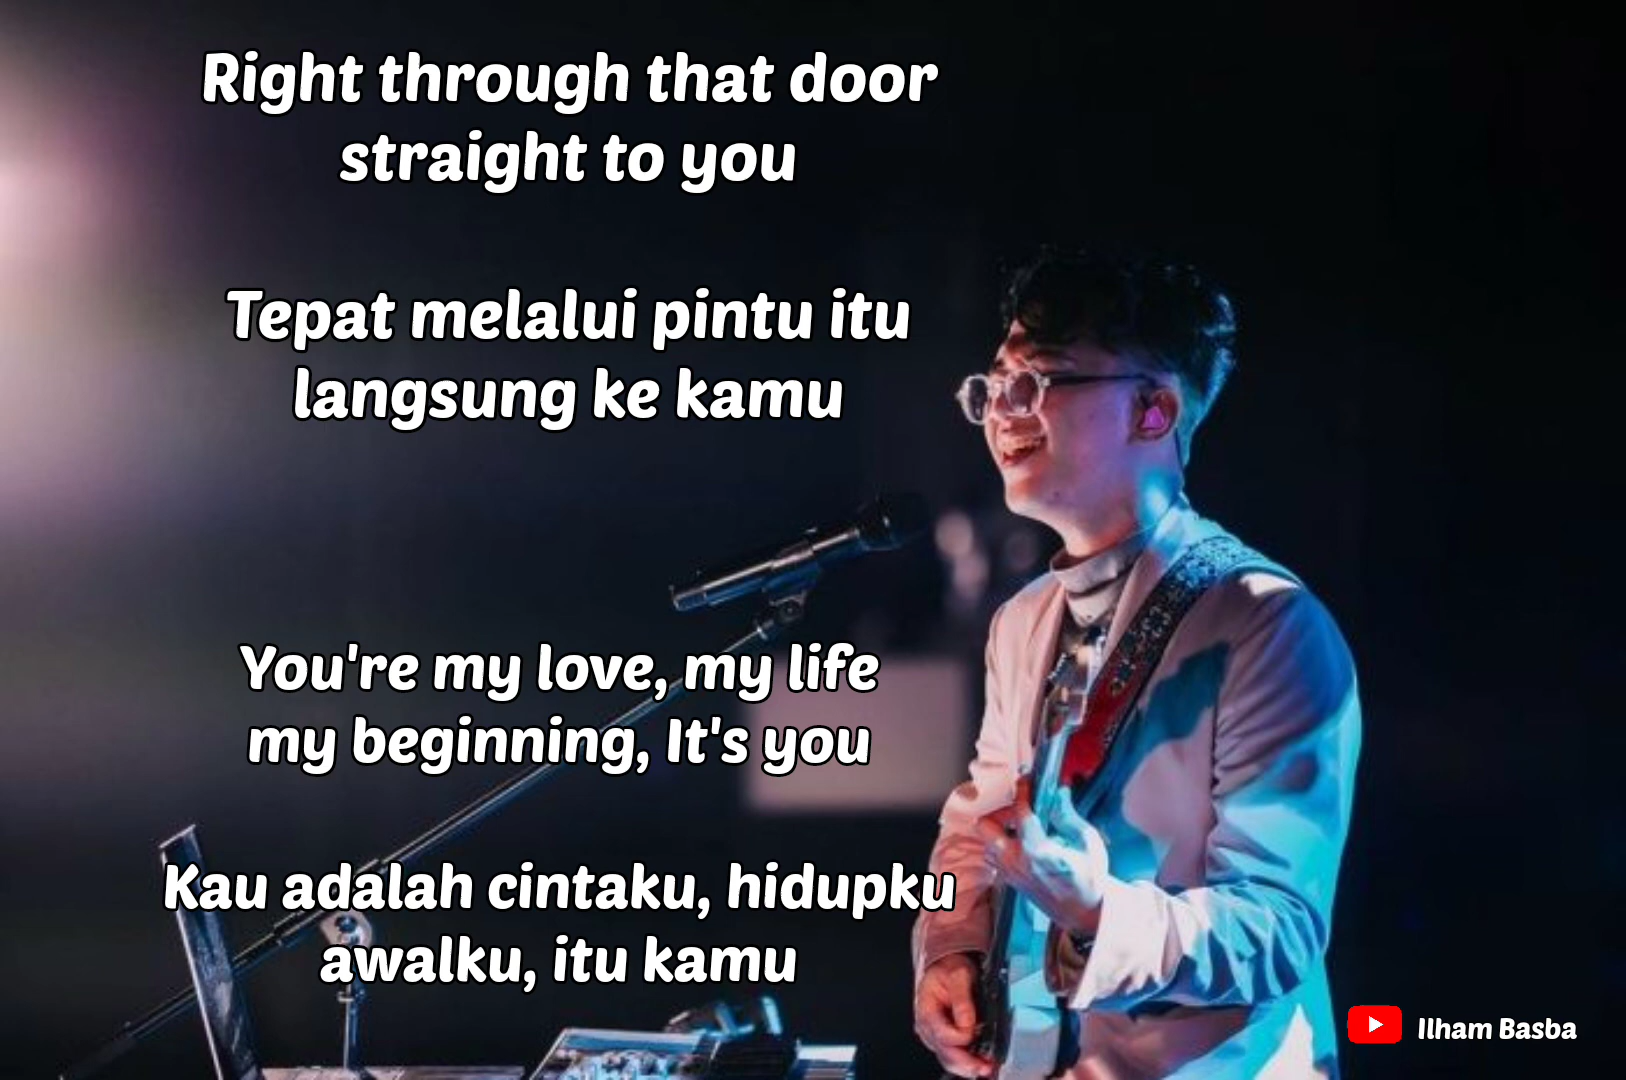 Right through that door
straight to you
Tepat melalui pintu itu
langsung ke kamu
You're my love, my life
my beginning, It's you
Kau adalah cintaku, hidupku
awalku, itu kamu
Ilham Basba